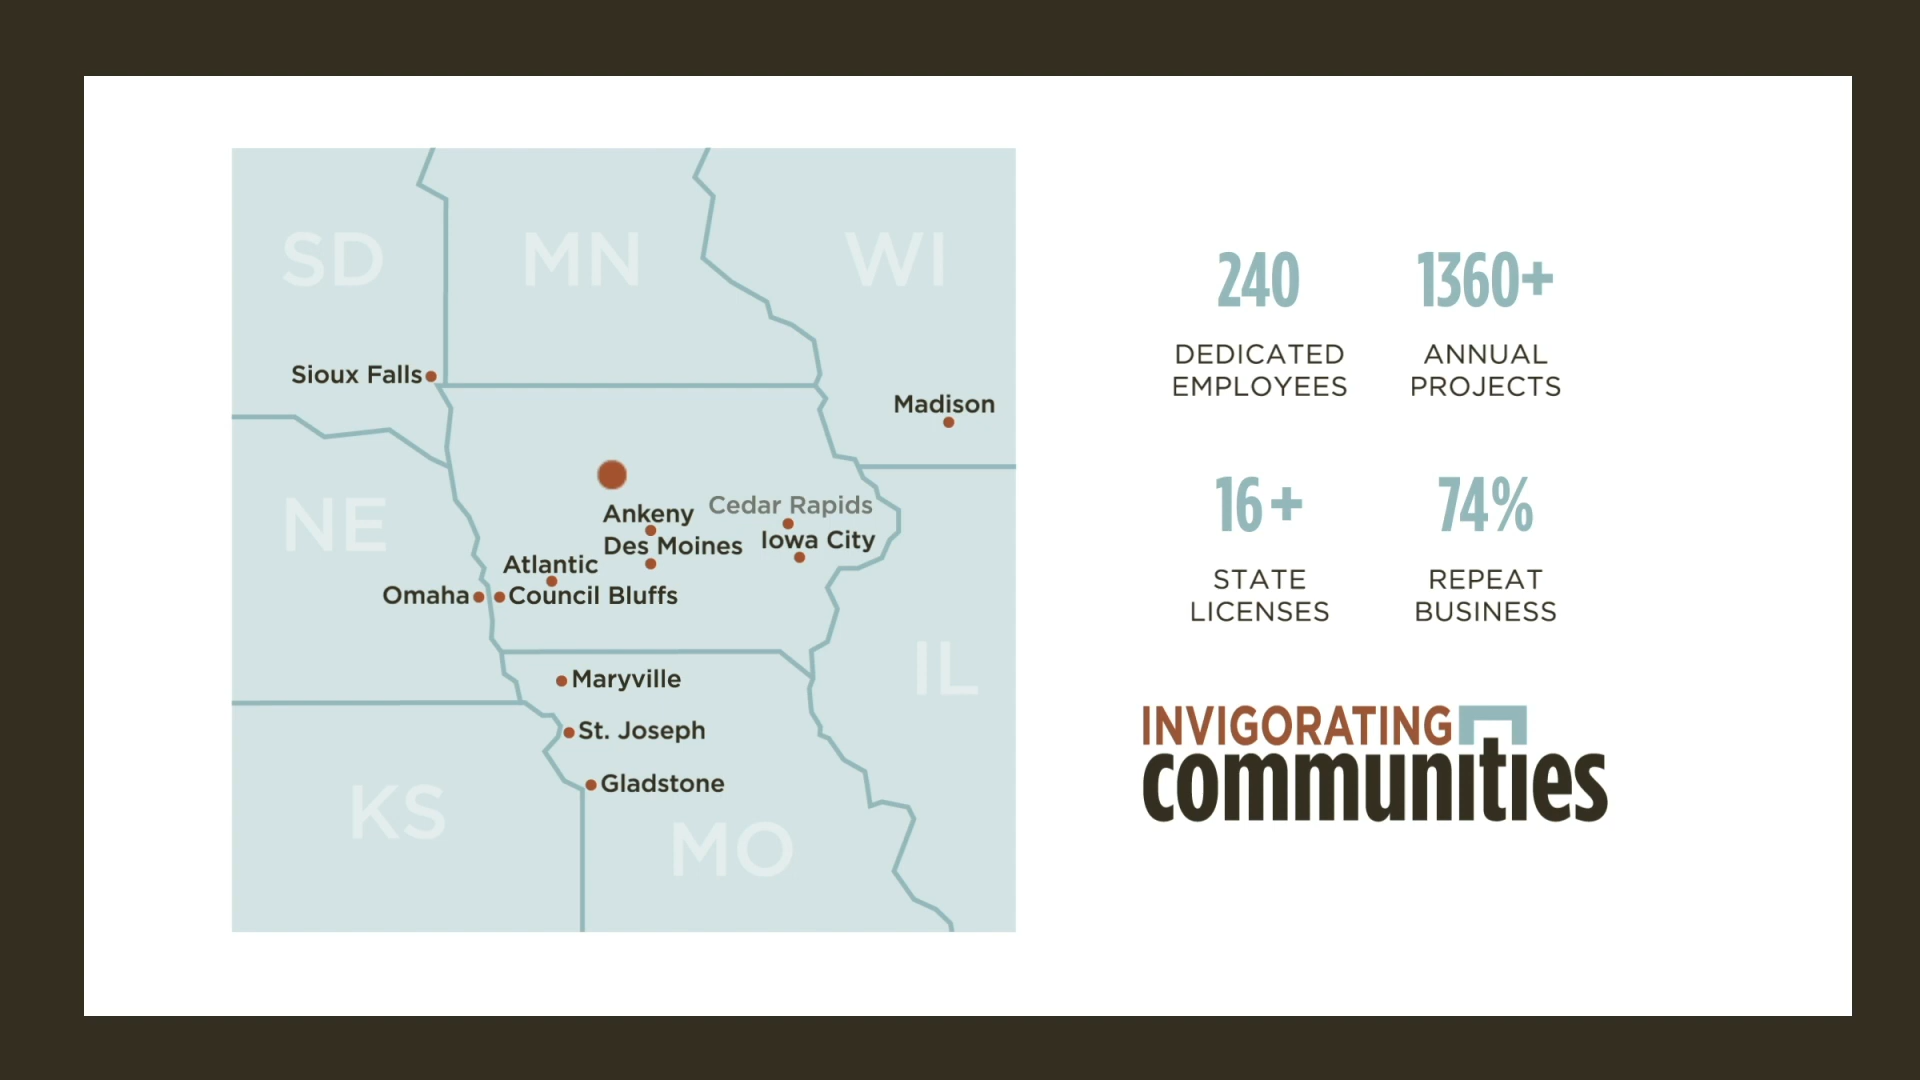 SD
MN
WI
Sioux Falls
Madison
NE
Cedar Rapids
Ankeny
Iowa City
Des Moines
Atlantic
Omaha
Council Bluffs
IL
Maryville
St. Joseph
Gladstone
KS
MO
240
DEDICATED
EMPLOYEES
1360+
ANNUAL
PROJECTS
16+
STATE
LICENSES
74%
REPEAT
BUSINESS
INVIGORATING
communities